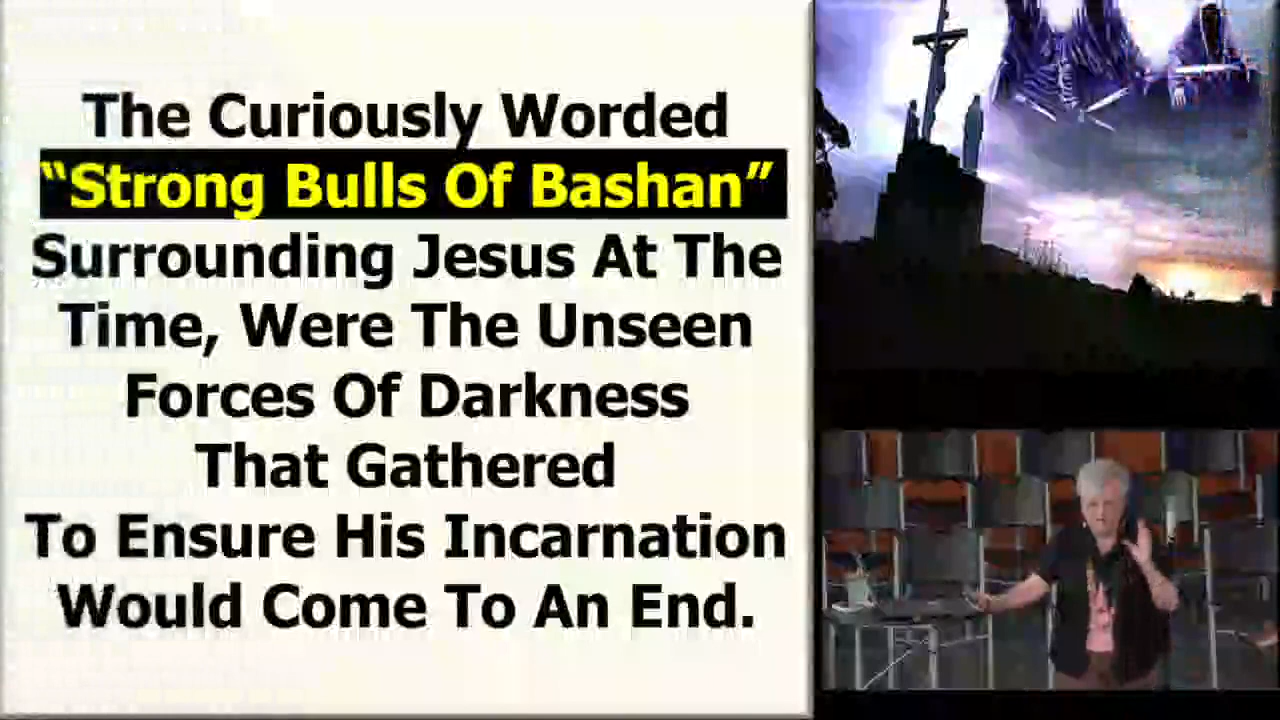 The Curiously Worded
“Strong Bulls Of Bashan”
Surrounding Jesus At The
Time, Were The Unseen
Forces Of Darkness
That Gathered
To Ensure His Incarnation
Would Come To An End.